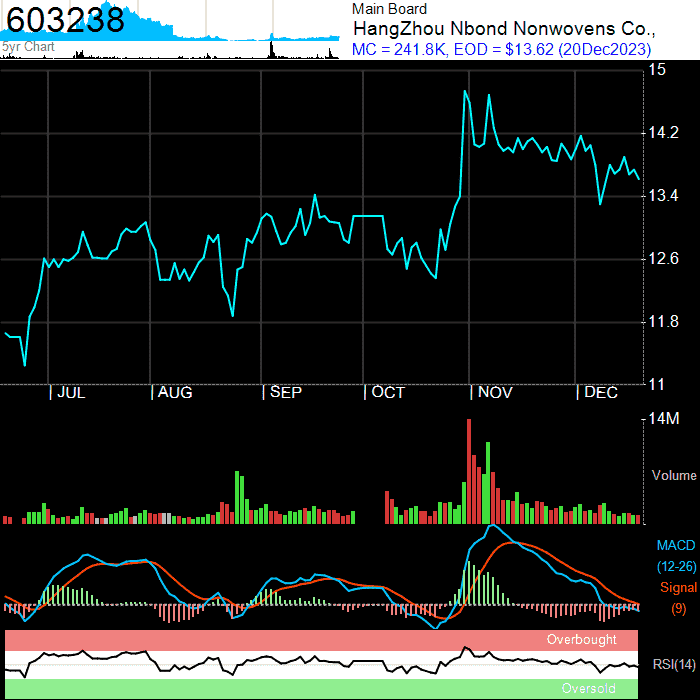 603238
5yr Chart
Main Board
HangZhou Nbond Nonwovens Co.,
MC = 241.8K, EOD = $13.62 (20Dec2023)
15
14.2
13.4
12.6
11.8
11
JUL AUG SEP OCT NOV DEC
14M
Volume
MACD
(12-26)
Signal
(9)
Overbought
RSI(14)
Oversold